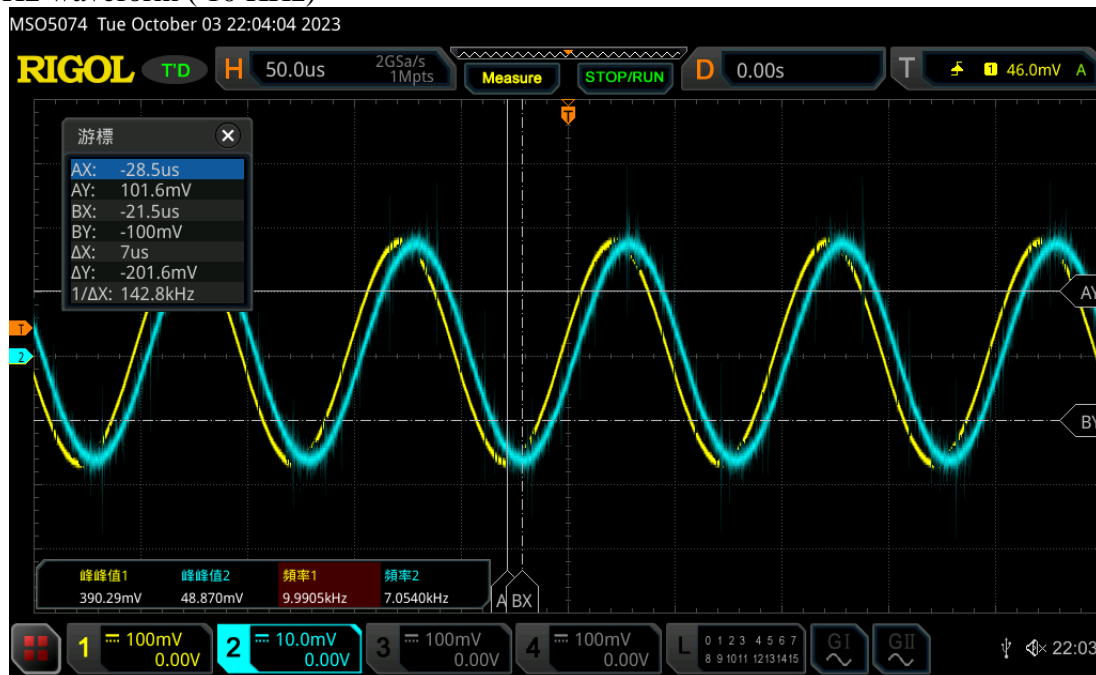 MSO5074 Tue October 03 22:04:04 2023
RIGOL T'D H 50.0us 2GSa/s 1Mpts Measure STOP/RUN D 0.00s T 1 46.0mV A
T
游標
AX: -28.5us
AY: 101.6mV
BX: -21.5us
BY: -100mV
ΔX: 7us
ΔY: -201.6mV
1/ΔX: 142.8kHz
AY
T
2
BY
峰峰值1 峰峰值2 頻率1 頻率2
390.29mV 48.870mV 9.9905kHz 7.0540kHz
A BX
1 100mV 0.00V 2 10.0mV 0.00V 3 100mV 0.00V 4 100mV 0.00V L 0 1 2 3 4 5 6 7 8 9 10 11 12 13 14 15 GI GII 22:03